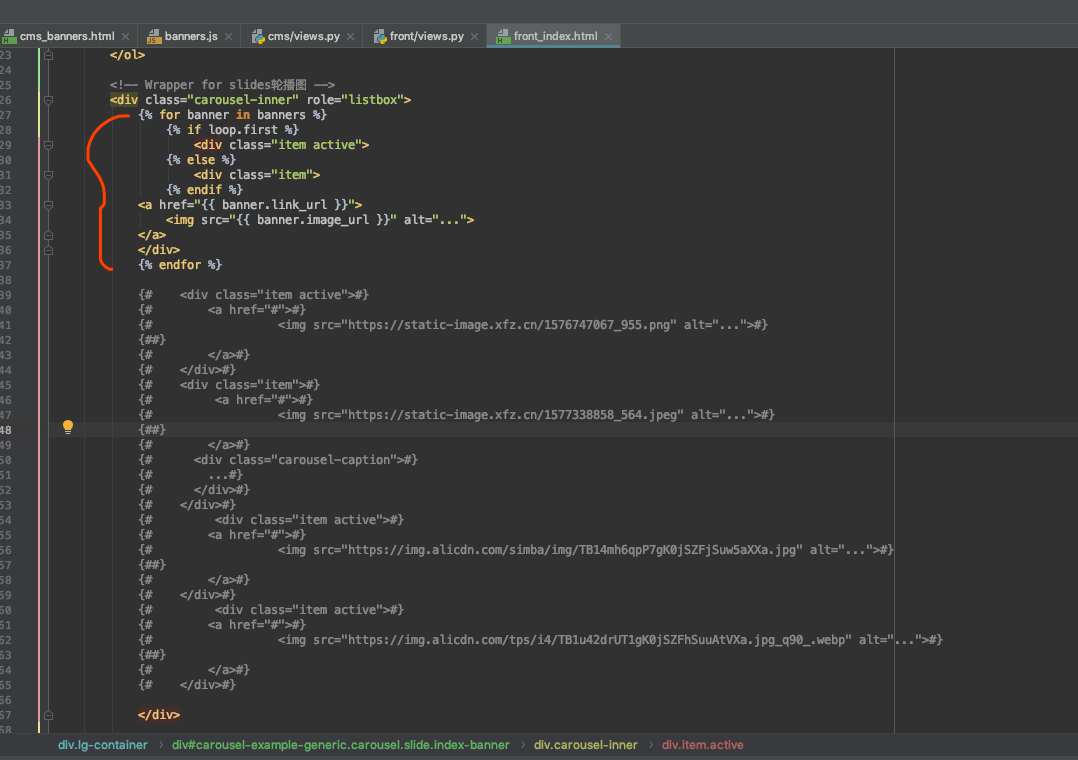 cms_banners.html
banners.js
cms/views.py
front/views.py
front_index.html
23 </ol>
24
25 <!-- Wrapper for slides轮播图 -->
26 <div class="carousel-inner" role="listbox">
27 {% for banner in banners %}
28 {% if loop.first %}
29 <div class="item active">
30 {% else %}
31 <div class="item">
32 {% endif %}
33 <a href="{{ banner.link_url }}">
34 <img src="{{ banner.image_url }}" alt="...">
35 </a>
36 </div>
37 {% endfor %}
38
39 {# <div class="item active">#}
40 {# <a href="#">#}
41 {# <img src="https://static-image.xfz.cn/1576747067_955.png" alt="...">#}
42 {##}
43 {# </a>#}
44 {# </div>#}
45 {# <div class="item">#}
46 {# <a href="#">#}
47 {# <img src="https://static-image.xfz.cn/1577338858_564.jpeg" alt="...">#}
48 {##}
49 {# </a>#}
50 {# <div class="carousel-caption">#}
51 {# ...#}
52 {# </div>#}
53 {# </div>#}
54 {# <div class="item active">#}
55 {# <a href="#">#}
56 {# <img src="https://img.alicdn.com/simba/img/TB14mh6qpP7gK0jSZFjSuw5aXXa.jpg" alt="...">#}
57 {##}
58 {# </a>#}
59 {# </div>#}
60 {# <div class="item active">#}
61 {# <a href="#">#}
62 {# <img src="https://img.alicdn.com/tps/i4/TB1u42drUT1gK0jSZFhSuuAtVXa.jpg_q90_.webp" alt="...">#}
63 {##}
64 {# </a>#}
65 {# </div>#}
66
67 </div>
68
div.lg-container › div#carousel-example-generic.carousel.slide.index-banner › div.carousel-inner › div.item.active